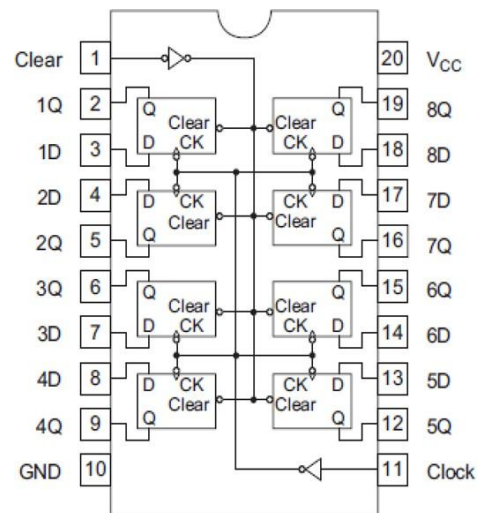 Clear 1 20 VCC
1Q 2 Q Q 19 8Q
Clear Clear
1D 3 D CK CK D 18 8D
2D 4 D CK CK D 17 7D
Clear Clear
2Q 5 Q Q 16 7Q
3Q 6 Q Q 15 6Q
Clear Clear
3D 7 D CK CK D 14 6D
4D 8 D CK CK D 13 5D
Clear Clear
4Q 9 Q Q 12 5Q
GND 10 11 Clock